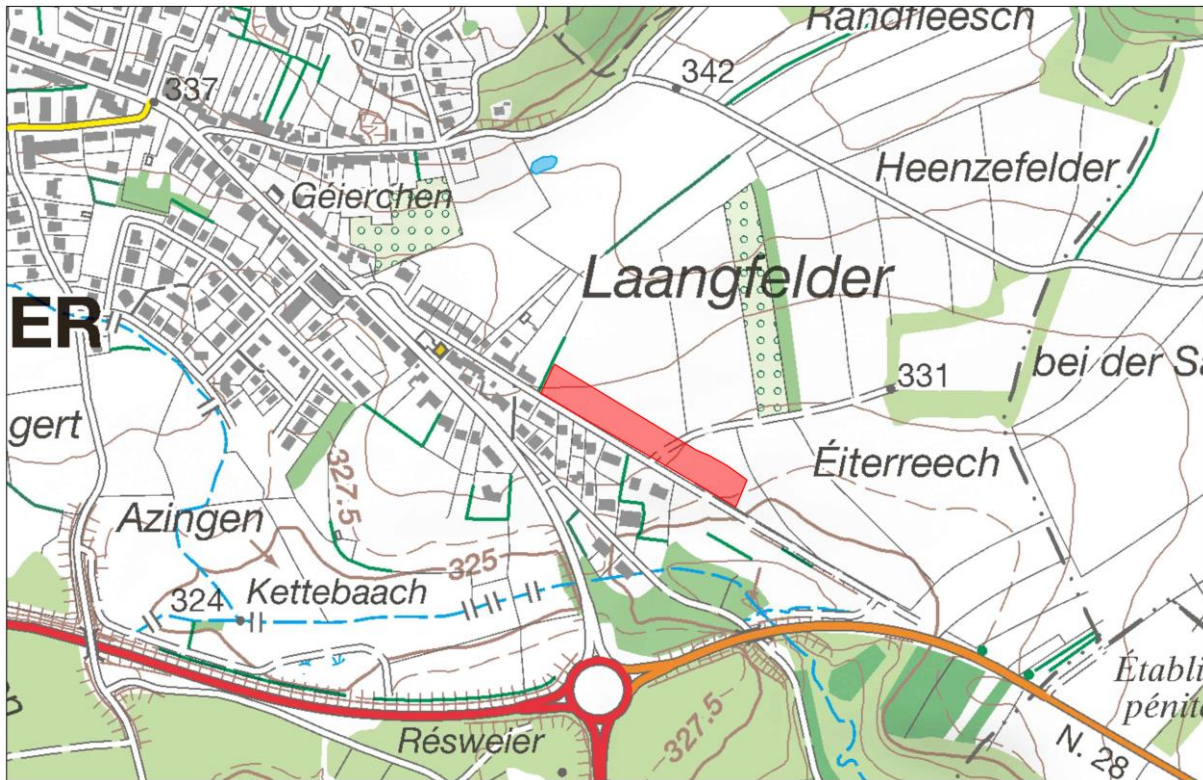 Randfleesch
342
337
Heenzefelder
Géierchen
Laangfelder
ER
331
bei der Sa
gert
Éiterreech
327.5
Azingen
325
Kettebaach
324
Établi
pénite
327.5
Résweier
N. 28
n